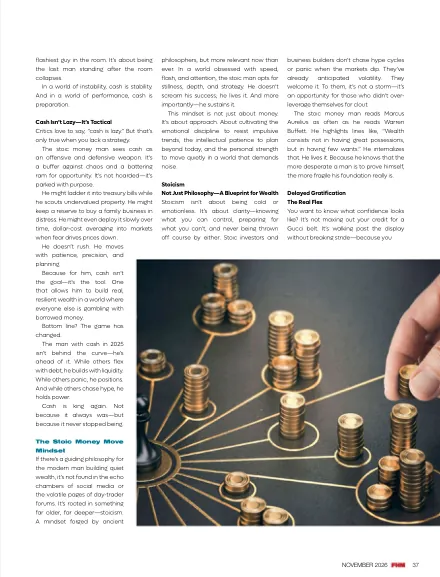 flashiest guy in the room. It's about being
the last man standing after the room
collapses.
In a world of instability, cash is stability.
And in a world of performance, cash is
preparation.
Cash Isn't Lazy—It's Tactical
Critics love to say, "cash is lazy." But that's
only true when you lack a strategy.
The stoic money man sees cash as
an offensive and defensive weapon. It's
a buffer against chaos and a battering
ram for opportunity. It's not hoarded—it's
parked with purpose.
He might ladder it into treasury bills while
he scouts undervalued property. He might
keep a reserve to buy a family business in
distress. He might even deploy it slowly over
time, dollar-cost averaging into markets
when fear drives prices down.
He doesn't rush. He moves
with patience, precision, and
planning.
Because for him, cash isn't
the goal—it's the tool. One
that allows him to build real,
resilient wealth in a world where
everyone else is gambling with
borrowed money.
Bottom line? The game has
changed.
The man with cash in 2025
isn't behind the curve—he's
ahead of it. While others flex
with debt, he builds with liquidity.
While others panic, he positions.
And while others chase hype, he
holds power.
Cash is king again. Not
because it always was—but
because it never stopped being.
The Stoic Money Move
Mindset
If there's a guiding philosophy for
the modern man building quiet
wealth, it's not found in the echo
chambers of social media or
the volatile pages of day-trader
forums. It's rooted in something
far older, far deeper—stoicism.
A mindset forged by ancient
philosophers, but more relevant now than
ever. In a world obsessed with speed,
flash, and attention, the stoic man opts for
stillness, depth, and strategy. He doesn't
scream his success, he lives it. And more
importantly—he sustains it.
This mindset is not just about money.
It's about approach. About cultivating the
emotional discipline to resist impulsive
trends, the intellectual patience to plan
beyond today, and the personal strength
to move quietly in a world that demands
noise.
Stoicism
Not Just Philosophy—A Blueprint for Wealth
Stoicism isn't about being cold or
emotionless. It's about clarity—knowing
what you can control, preparing for
what you can't, and never being thrown
off course by either. Stoic investors and
business builders don't chase hype cycles
or panic when the markets dip. They've
already anticipated volatility. They
welcome it. To them, it's not a storm—it's
an opportunity for those who didn't over-
leverage themselves for clout.
The stoic money man reads Marcus
Aurelius as often as he reads Warren
Buffett. He highlights lines like, "Wealth
consists not in having great possessions,
but in having few wants." He internalizes
that. He lives it. Because he knows that the
more desperate a man is to prove himself,
the more fragile his foundation really is.
Delayed Gratification
The Real Flex
You want to know what confidence looks
like? It's not maxing out your credit for a
Gucci belt. It's walking past the display
without breaking stride—because you
NOVEMBER 2026 FHM 37